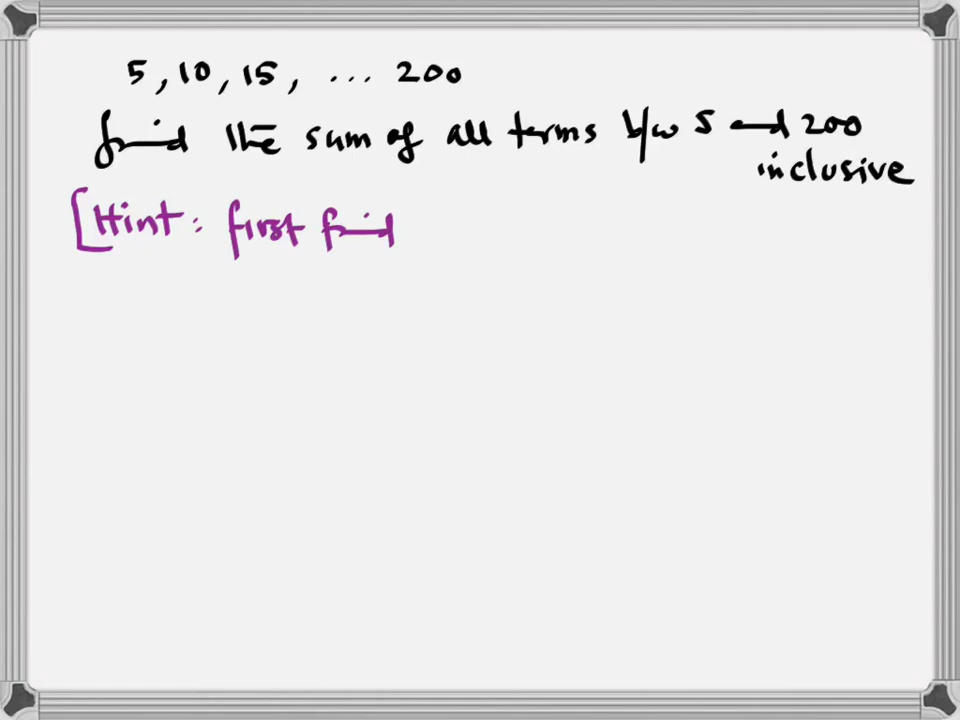 5, 10, 15, ... 200
find the sum of all terms b/w 5 and 200
inclusive
[Hint: first find